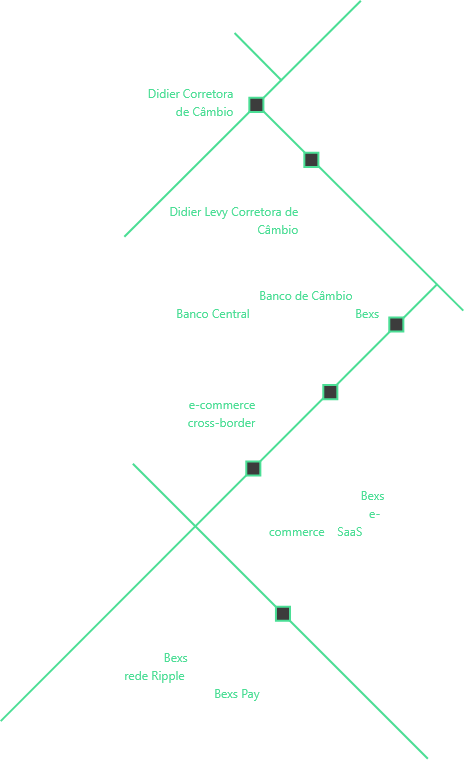 Didier Corretora
de Câmbio
Didier Levy Corretora de
Câmbio
Banco de Câmbio
Banco Central Bexs
e-commerce
cross-border
Bexs
e-
commerce SaaS
Bexs
rede Ripple
Bexs Pay